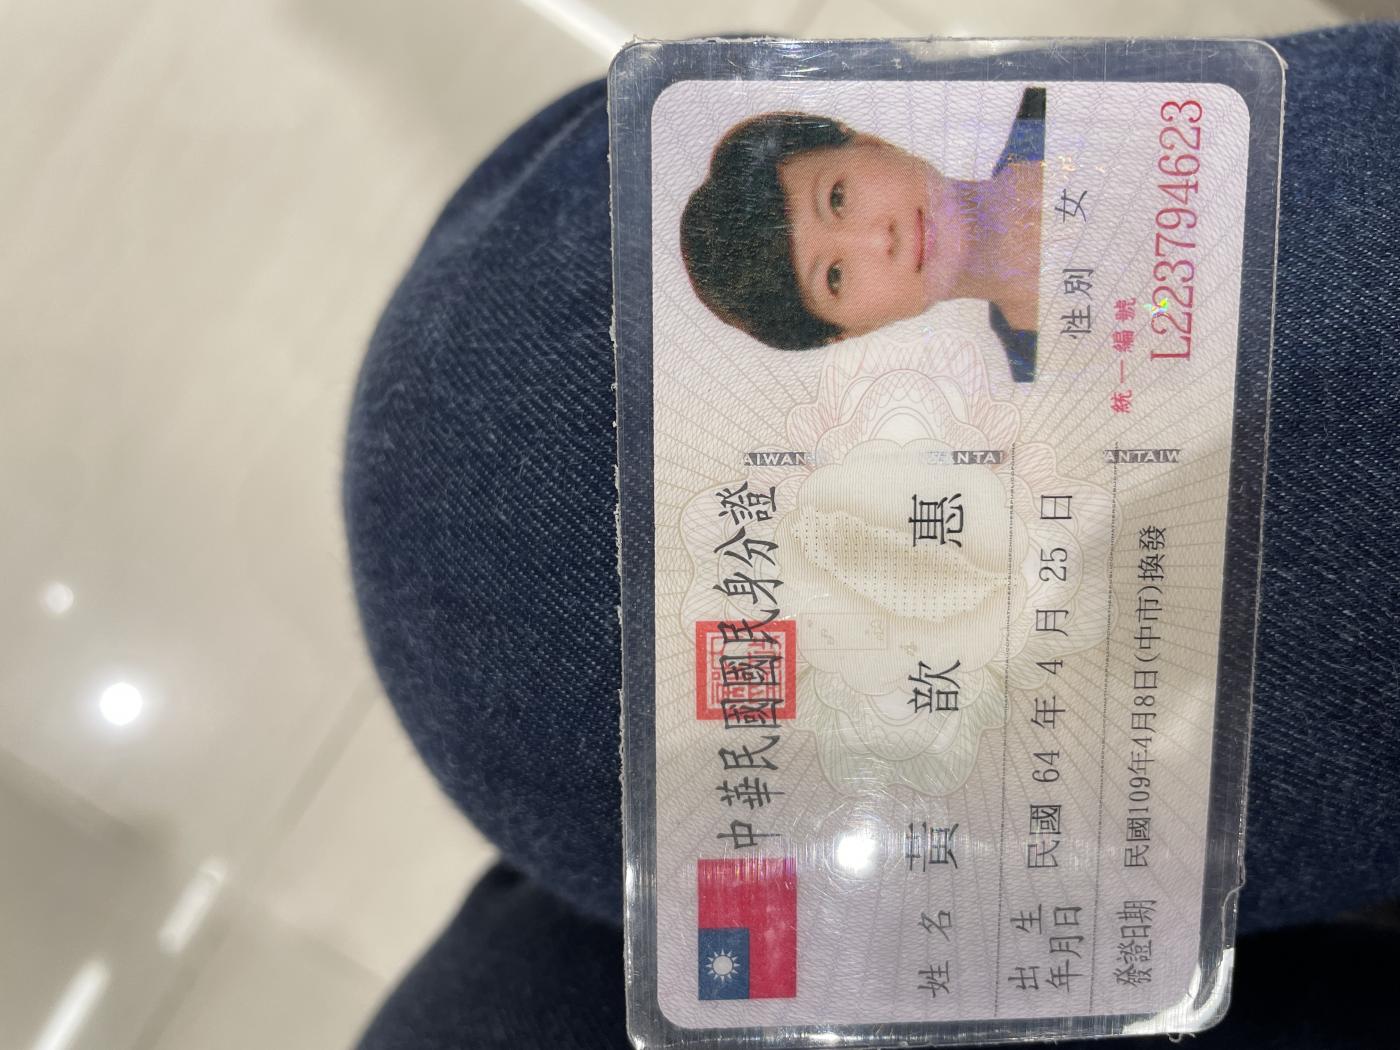 中華民國國民身分證
姓名 黃歆惠
出生年月日 民國 64 年 4 月 25 日
發證日期 民國109年4月8日(中市)換發
性別 女
統一編號
L223794623